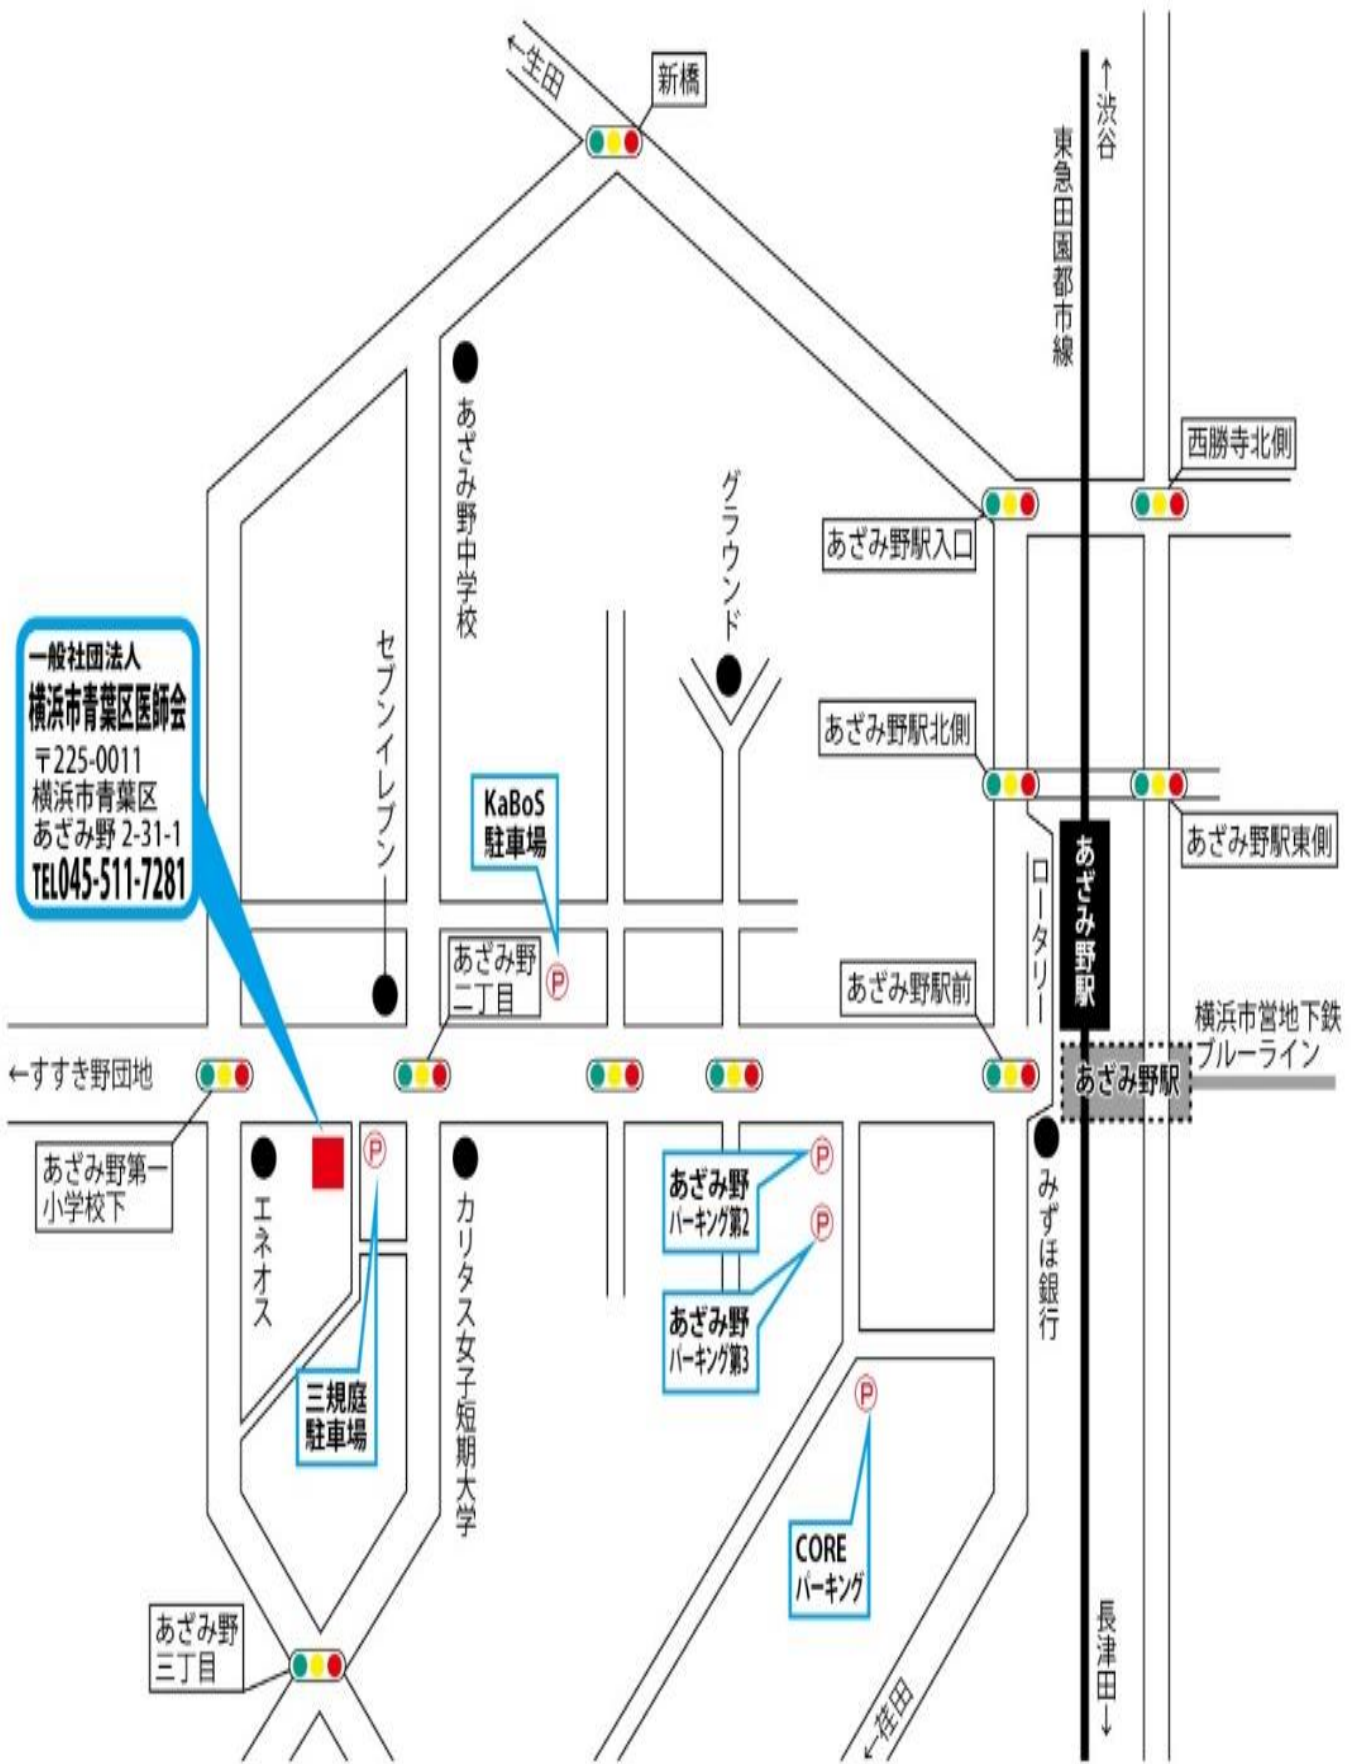 ←生田
新橋
↑渋谷
東急田園都市線
西勝寺北側
あざみ野駅入口
あざみ野中学校
グラウンド
セブンイレブン
一般社団法人
横浜市青葉区医師会
〒225-0011
横浜市青葉区
あざみ野 2-31-1
TEL045-511-7281
KaBoS
駐車場
P
あざみ野駅北側
あざみ野駅東側
ロータリー
あざみ野駅
あざみ野
二丁目
あざみ野駅前
横浜市営地下鉄
ブルーライン
あざみ野駅
←すすき野団地
あざみ野第一
小学校下
エネオス
P
カリタス女子短期大学
三規庭
駐車場
あざみ野
パーキング第2
P
あざみ野
パーキング第3
P
みずほ銀行
CORE
パーキング
P
あざみ野
三丁目
←荏田
長津田↓